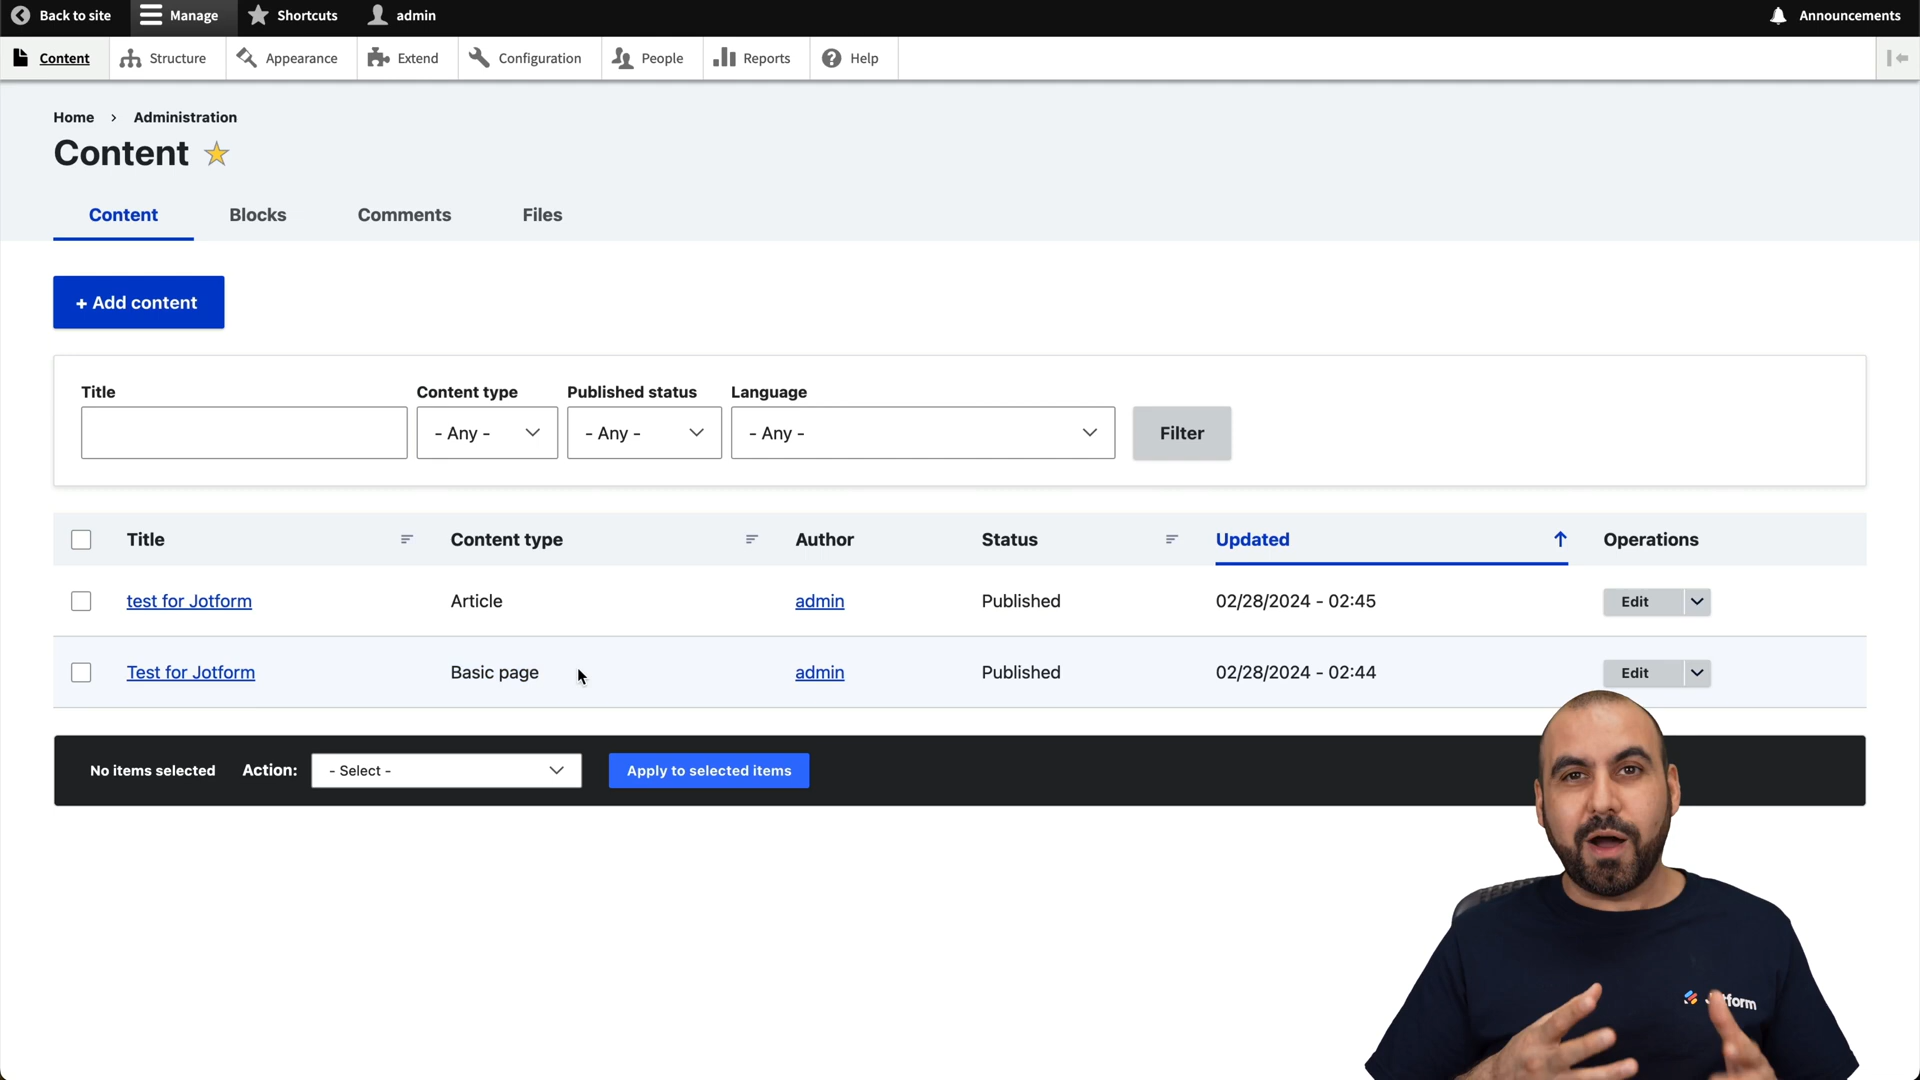 Back to site Manage Shortcuts admin Announcements
Content Structure Appearance Extend Configuration People Reports Help
Home › Administration
Content
Content Blocks Comments Files
+ Add content
Title Content type Published status Language
- Any - - Any - - Any - Filter
Title Content type Author Status Updated Operations
test for Jotform Article admin Published 02/28/2024 - 02:45 Edit
Test for Jotform Basic page admin Published 02/28/2024 - 02:44 Edit
No items selected Action: - Select - Apply to selected items